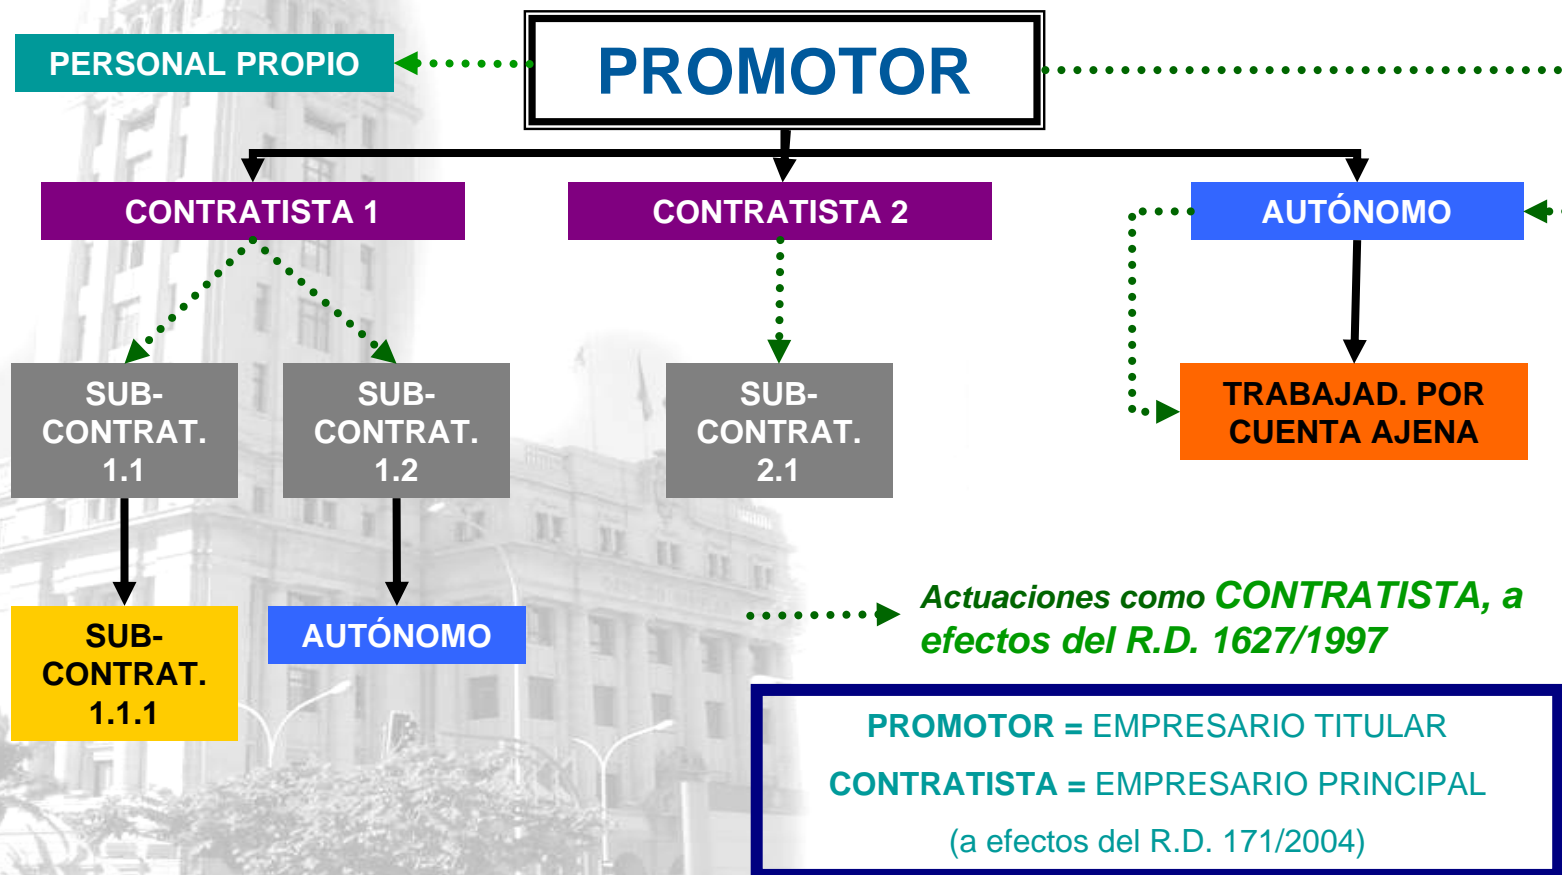 PERSONAL PROPIO
PROMOTOR
CONTRATISTA 1
CONTRATISTA 2
AUTÓNOMO
SUB-
CONTRAT.
1.1
SUB-
CONTRAT.
1.2
SUB-
CONTRAT.
2.1
TRABAJAD. POR
CUENTA AJENA
SUB-
CONTRAT.
1.1.1
AUTÓNOMO
Actuaciones como CONTRATISTA, a
efectos del R.D. 1627/1997
PROMOTOR = EMPRESARIO TITULAR
CONTRATISTA = EMPRESARIO PRINCIPAL
(a efectos del R.D. 171/2004)